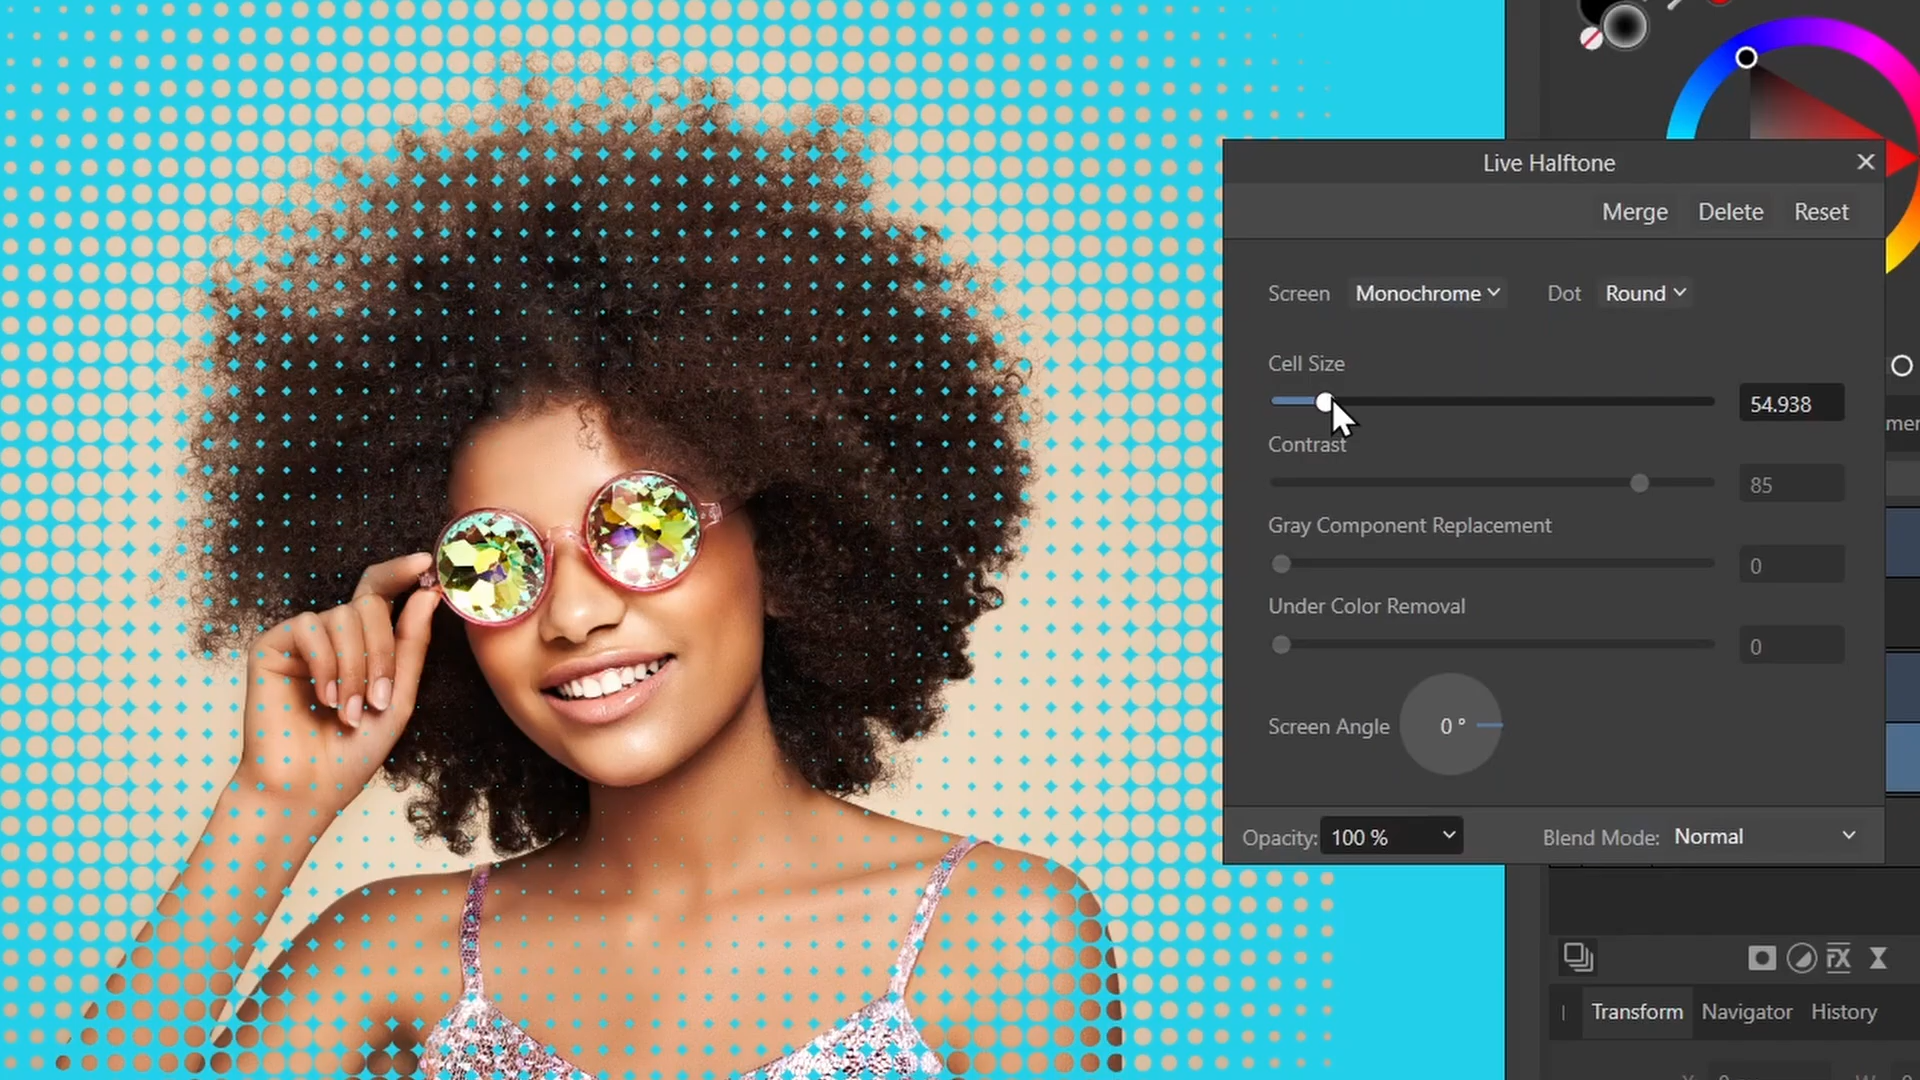 Live Halftone
Merge Delete Reset
Screen Monochrome Dot Round
Cell Size
54.938
Contrast
85
Gray Component Replacement
0
Under Color Removal
0
Screen Angle 0 °
Opacity: 100 % Blend Mode: Normal
FX
Transform Navigator History